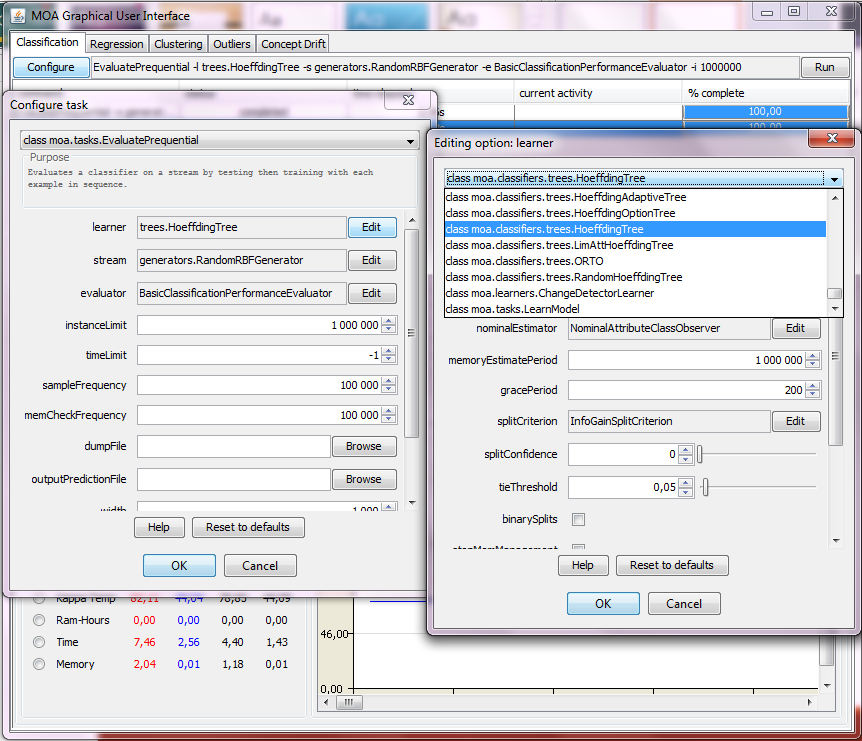 MOA Graphical User Interface
Classification Regression Clustering Outliers Concept Drift
Configure EvaluatePrequential -l trees.HoeffdingTree -s generators.RandomRBFGenerator -e BasicClassificationPerformanceEvaluator -i 1000000 Run
current activity % complete
100,00
100,00
Configure task
class moa.tasks.EvaluatePrequential
Purpose
Evaluates a classifier on a stream by testing then training with each
example in sequence.
learner trees.HoeffdingTree Edit
stream generators.RandomRBFGenerator Edit
evaluator BasicClassificationPerformanceEvaluator Edit
instanceLimit 1 000 000
timeLimit -1
sampleFrequency 100 000
memCheckFrequency 100 000
dumpFile Browse
outputPredictionFile Browse
width 1 000
Help Reset to defaults
OK Cancel
Editing option: learner
class moa.classifiers.trees.HoeffdingTree
class moa.classifiers.trees.HoeffdingAdaptiveTree
class moa.classifiers.trees.HoeffdingOptionTree
class moa.classifiers.trees.HoeffdingTree
class moa.classifiers.trees.LimAttHoeffdingTree
class moa.classifiers.trees.ORTO
class moa.classifiers.trees.RandomHoeffdingTree
class moa.learners.ChangeDetectorLearner
class moa.tasks.LearnModel
nominalEstimator NominalAttributeClassObserver Edit
memoryEstimatePeriod 1 000 000
gracePeriod 200
splitCriterion InfoGainSplitCriterion Edit
splitConfidence 0
tieThreshold 0,05
binarySplits
stopMemManagement
Help Reset to defaults
OK Cancel
Kappa Temp 82,11 44,04 78,85 44,09
Ram-Hours 0,00 0,00 0,00 0,00
Time 7,46 2,56 4,40 1,43
Memory 2,04 0,01 1,18 0,01
46,00
0,00